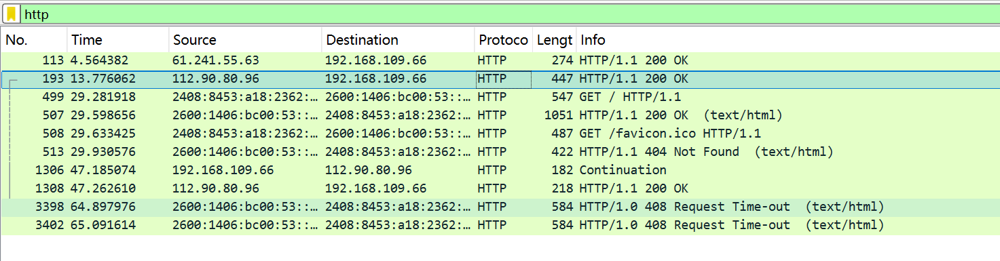 http
No. Time Source Destination Protoco Lengt Info
113 4.564382 61.241.55.63 192.168.109.66 HTTP 274 HTTP/1.1 200 OK
193 13.776062 112.90.80.96 192.168.109.66 HTTP 447 HTTP/1.1 200 OK
499 29.281918 2408:8453:a18:2362:… 2600:1406:bc00:53::… HTTP 547 GET / HTTP/1.1
507 29.598656 2600:1406:bc00:53::… 2408:8453:a18:2362:… HTTP 1051 HTTP/1.1 200 OK  (text/html)
508 29.633425 2408:8453:a18:2362:… 2600:1406:bc00:53::… HTTP 487 GET /favicon.ico HTTP/1.1
513 29.930576 2600:1406:bc00:53::… 2408:8453:a18:2362:… HTTP 422 HTTP/1.1 404 Not Found  (text/html)
1306 47.185074 192.168.109.66 112.90.80.96 HTTP 182 Continuation
1308 47.262610 112.90.80.96 192.168.109.66 HTTP 218 HTTP/1.1 200 OK
3398 64.897976 2600:1406:bc00:53::… 2408:8453:a18:2362:… HTTP 584 HTTP/1.0 408 Request Time-out  (text/html)
3402 65.091614 2600:1406:bc00:53::… 2408:8453:a18:2362:… HTTP 584 HTTP/1.0 408 Request Time-out  (text/html)